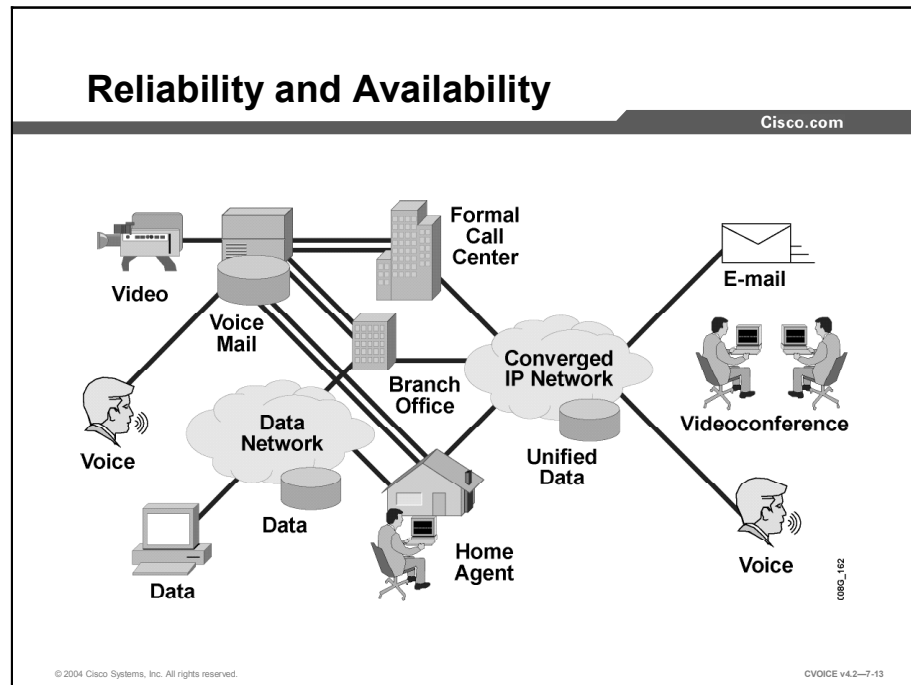 Reliability and Availability
Cisco.com
Formal
Call
Center
E-mail
Video
Voice
Mail
Converged
IP Network
Branch
Office
Videoconference
Data
Network
Unified
Data
Voice
Data
Home
Agent
Voice
Data
008G_162
© 2004 Cisco Systems, Inc. All rights reserved.
CVOICE v4.2—7-13